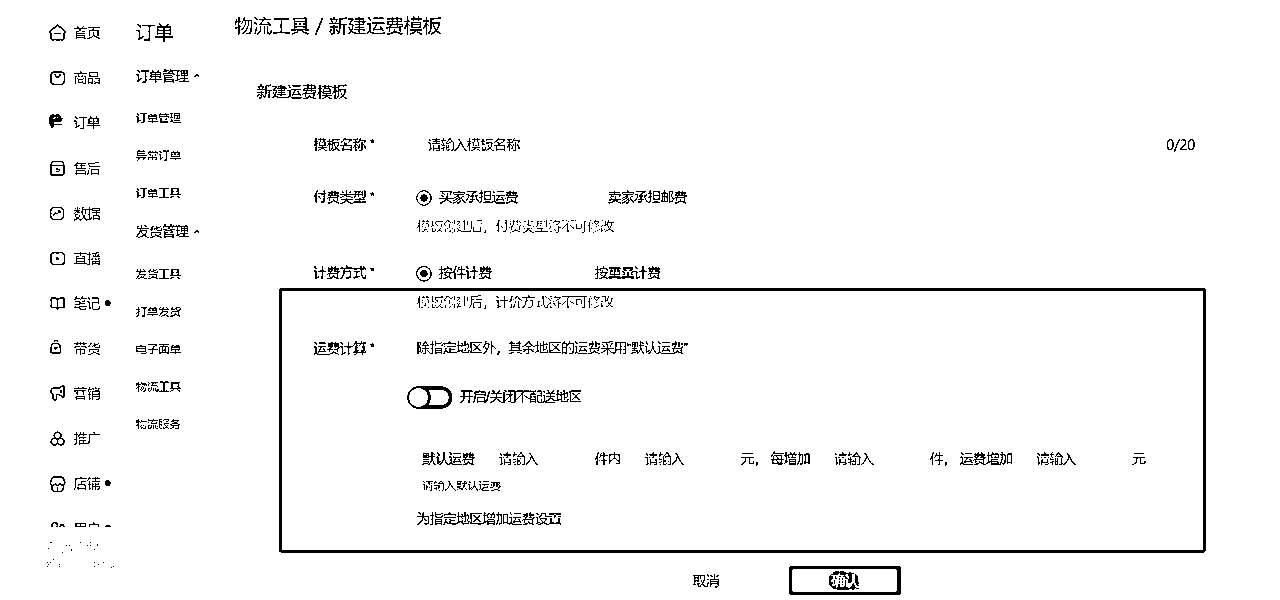 首页
商品
订单
售后
数据
直播
笔记
带货
营销
推广
店铺
订单
订单管理
订单管理
异常订单
订单工具
发货管理
发货工具
打单发货
电子面单
物流工具
物流服务
物流工具 / 新建运费模板
新建运费模板
模板名称 * 请输入模板名称 0/20
付费类型 * 买家承担运费 卖家承担邮费
模板创建后，付费类型将不可修改
计费方式 * 按件计费 按重量计费
模板创建后，计价方式将不可修改
运费计算 * 除指定地区外，其余地区的运费采用“默认运费”
开启/关闭不配送地区
默认运费 请输入 件内 请输入 元，每增加 请输入 件，运费增加 请输入 元
请输入默认运费
为指定地区增加运费设置
取消 确认